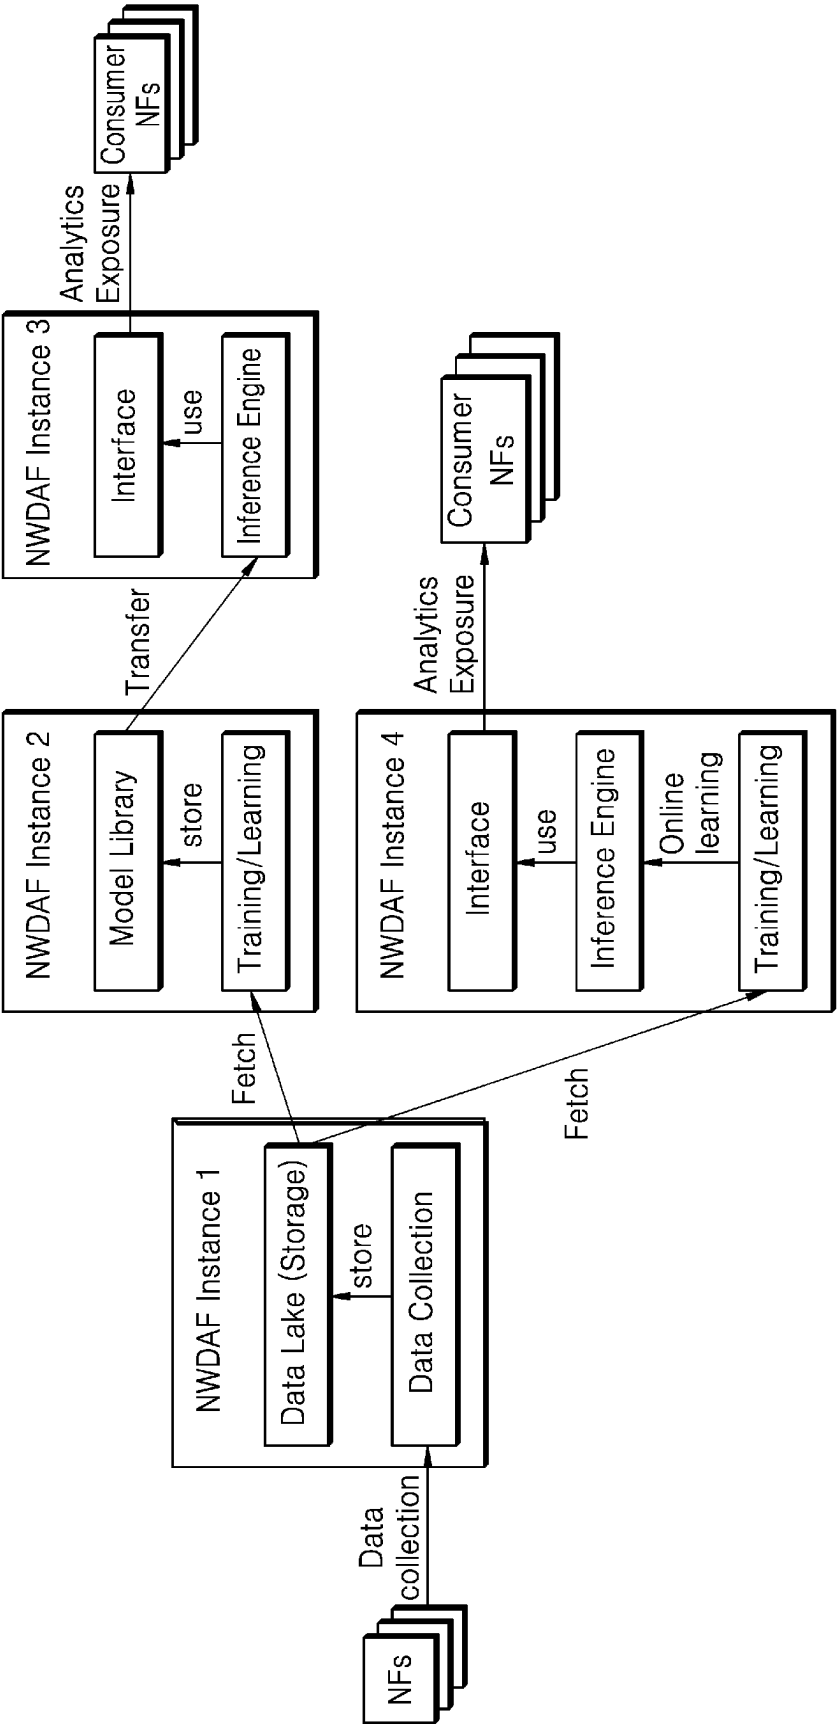 NFs
Data
collection
NWDAF Instance 1
Data Lake (Storage)
store
Data Collection
Fetch
Fetch
NWDAF Instance 2
Model Library
store
Training/Learning
Transfer
NWDAF Instance 3
Interface
use
Inference Engine
Analytics
Exposure
Consumer
NFs
NWDAF Instance 4
Interface
use
Inference Engine
Online
learning
Training/Learning
Analytics
Exposure
Consumer
NFs